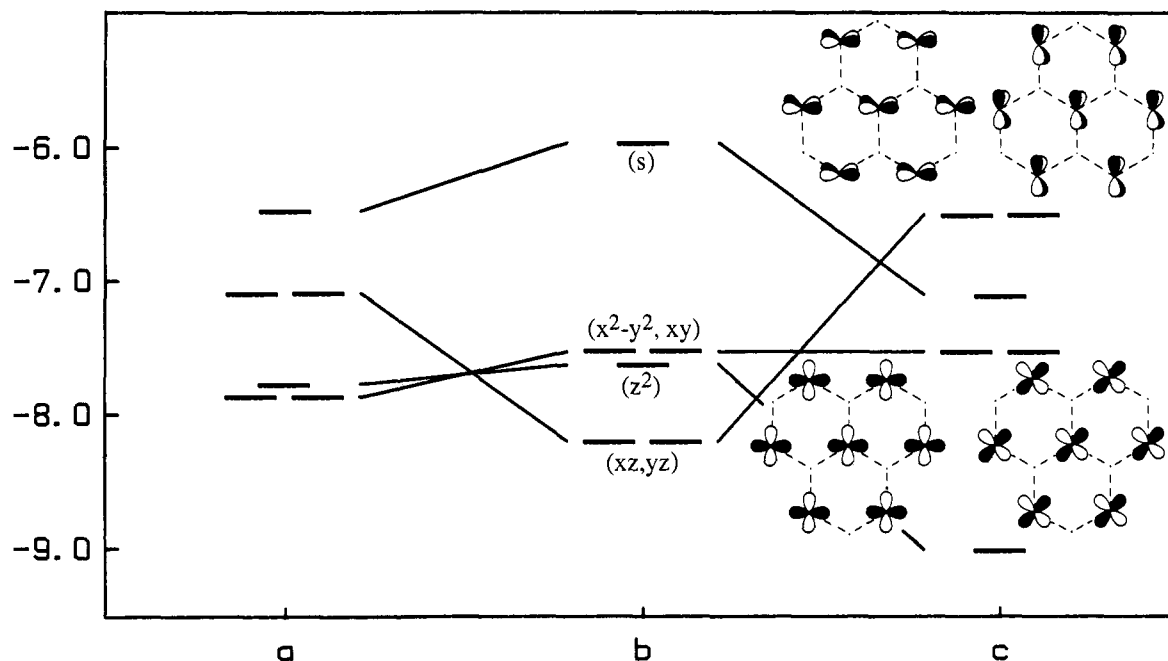 -6.0
(s)
-7.0
(x²-y², xy)
(z²)
-8.0
(xz,yz)
-9.0
a b c